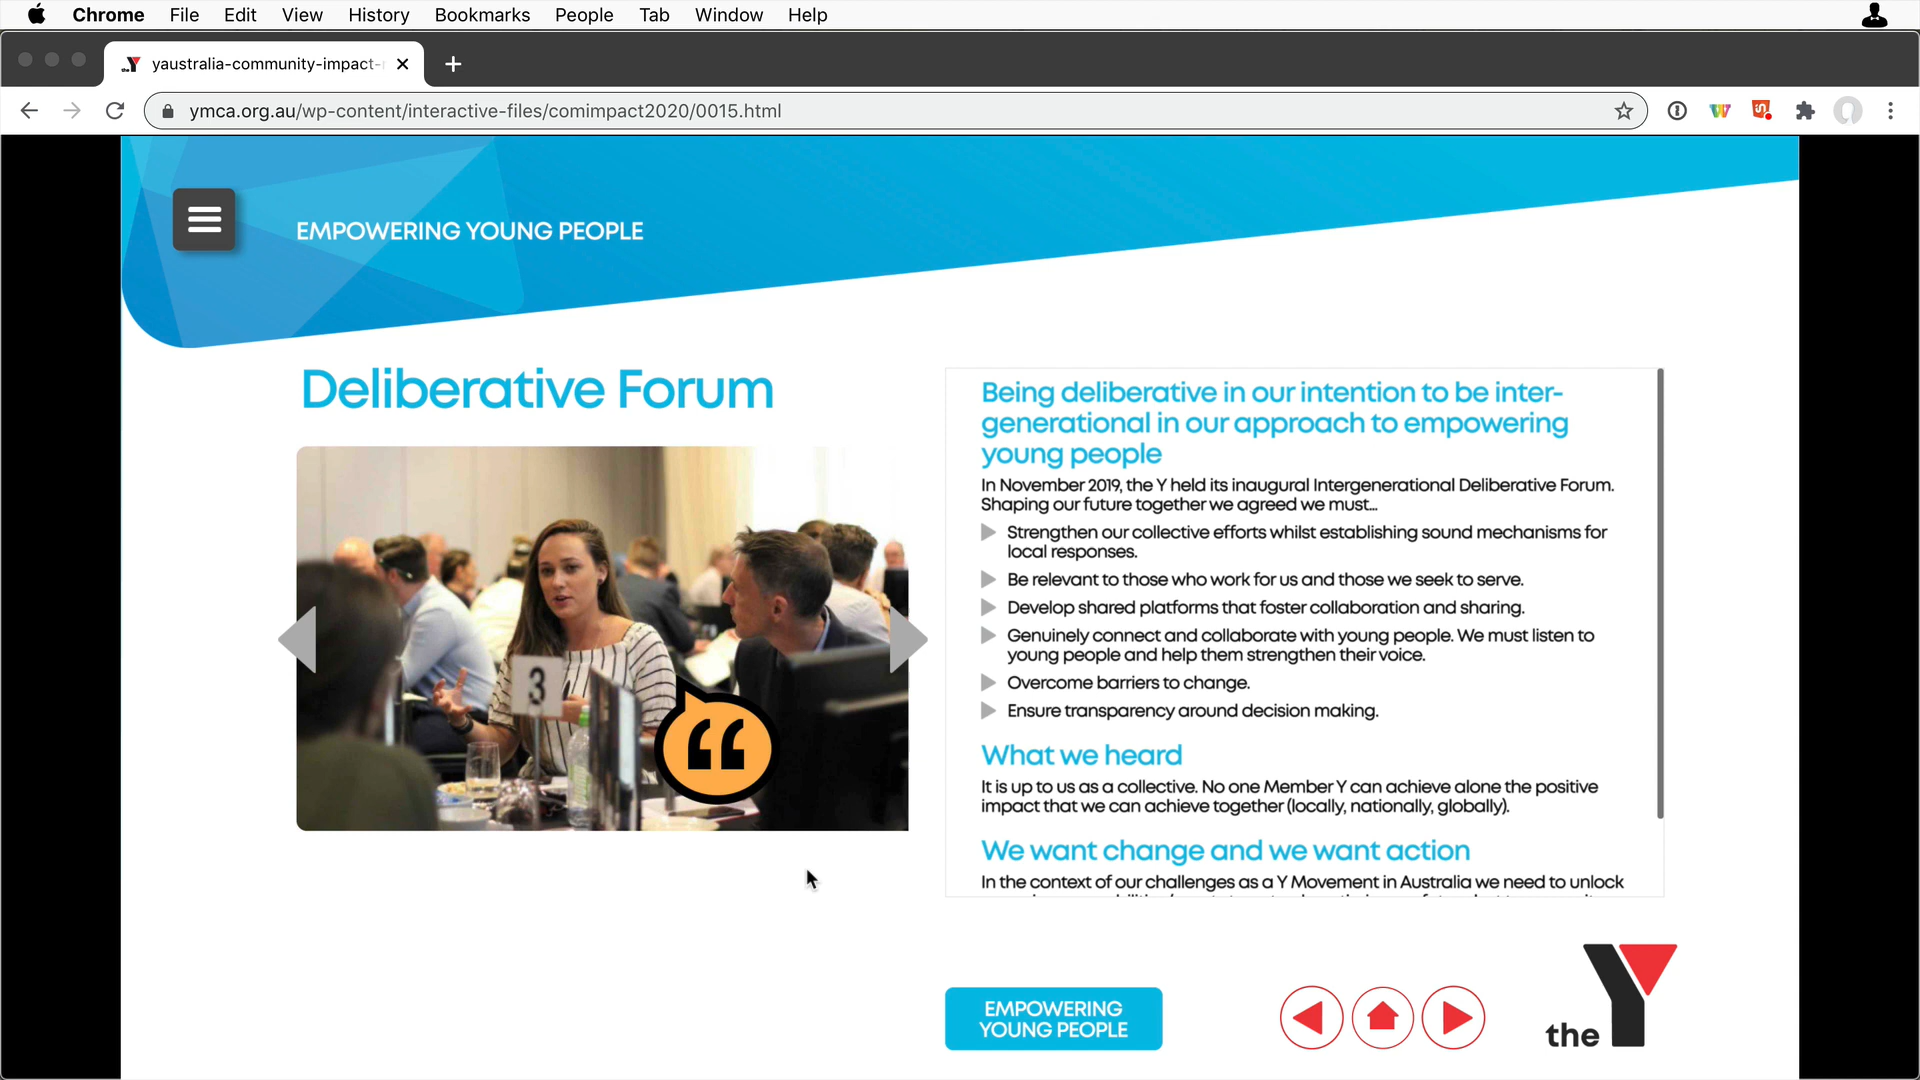 Chrome File Edit View History Bookmarks People Tab Window Help
yaustralia-community-impact-
ymca.org.au/wp-content/interactive-files/comimpact2020/0015.html
EMPOWERING YOUNG PEOPLE
Deliberative Forum
3
Being deliberative in our intention to be inter-
generational in our approach to empowering
young people
In November 2019, the Y held its inaugural Intergenerational Deliberative Forum.
Shaping our future together we agreed we must...
Strengthen our collective efforts whilst establishing sound mechanisms for
local responses.
Be relevant to those who work for us and those we seek to serve.
Develop shared platforms that foster collaboration and sharing.
Genuinely connect and collaborate with young people. We must listen to
young people and help them strengthen their voice.
Overcome barriers to change.
Ensure transparency around decision making.
What we heard
It is up to us as a collective. No one Member Y can achieve alone the positive
impact that we can achieve together (locally, nationally, globally).
We want change and we want action
In the context of our challenges as a Y Movement in Australia we need to unlock
EMPOWERING
YOUNG PEOPLE
the Y